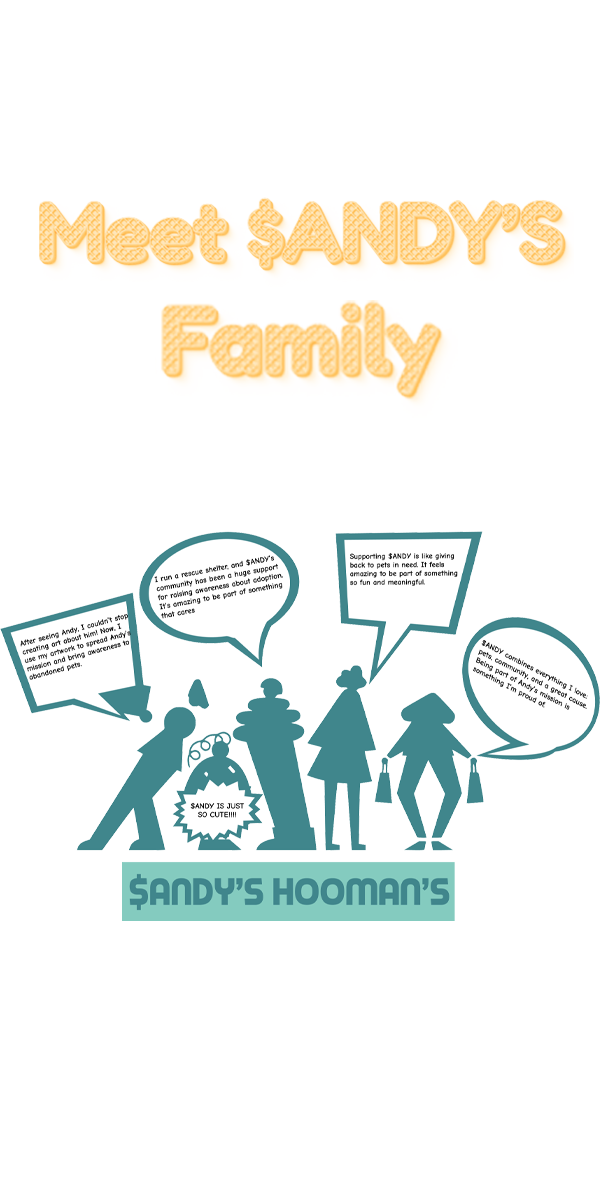 Meet $ANDY'S
Family
After seeing Andy, I couldn't stop
creating art about him! Now, I
use my artwork to spread Andy's
mission and bring awareness to
abandoned pets.
I run a rescue shelter, and $ANDY's
community has been a huge support
for raising awareness about adoption.
It's amazing to be part of something
that cares
Supporting $ANDY is like giving
back to pets in need. It feels
amazing to be part of something
so fun and meaningful.
$ANDY combines everything I love,
pets, community, and a great cause.
Being part of Andy's mission is
something I'm proud of
$ANDY IS JUST
SO CUTE!!!!
$ANDY'S HOOMAN'S